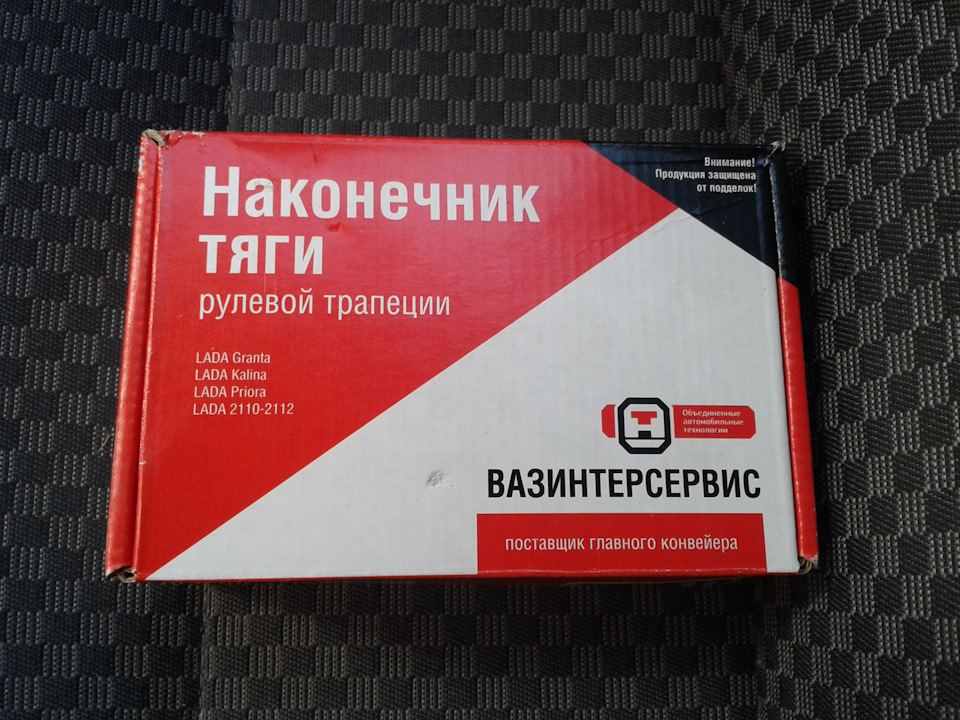 Внимание!
Продукция защищена
от подделок!
Наконечник
тяги
рулевой трапеции
LADA Granta
LADA Kalina
LADA Priora
LADA 2110-2112
Объединенные
автомобильные
технологии
ВАЗИНТЕРСЕРВИС
поставщик главного конвейера